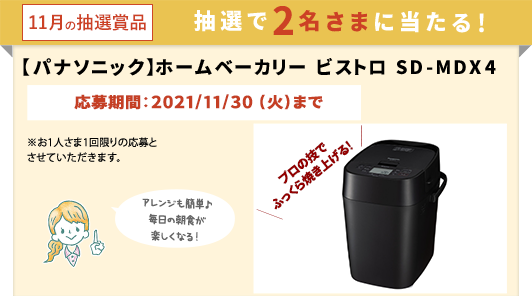 11月の抽選賞品
抽選で2名さまに当たる!
【パナソニック】ホームベーカリー ビストロ SD-MDX4
応募期間：2021/11/30（火）まで
※お1人さま1回限りの応募と
させていただきます。
プロの技で
ふっくら焼き上げる!
アレンジも簡単♪
毎日の朝食が
楽しくなる!